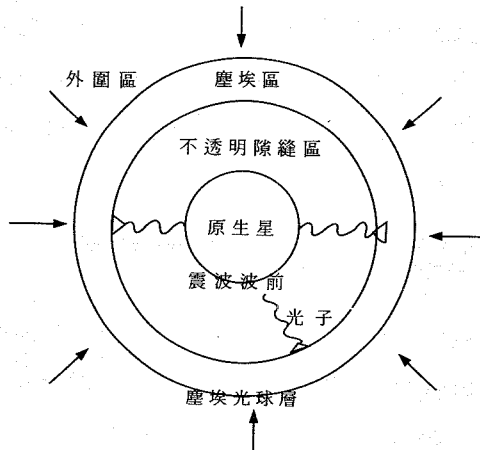 外圍區
塵埃區
不透明隙縫區
原生星
震波波前
光子
塵埃光球層